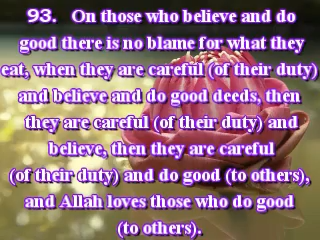 93. On those who believe and do
good there is no blame for what they
eat, when they are careful (of their duty)
and believe and do good deeds, then
they are careful (of their duty) and
believe, then they are careful
(of their duty) and do good (to others),
and Allah loves those who do good
(to others).